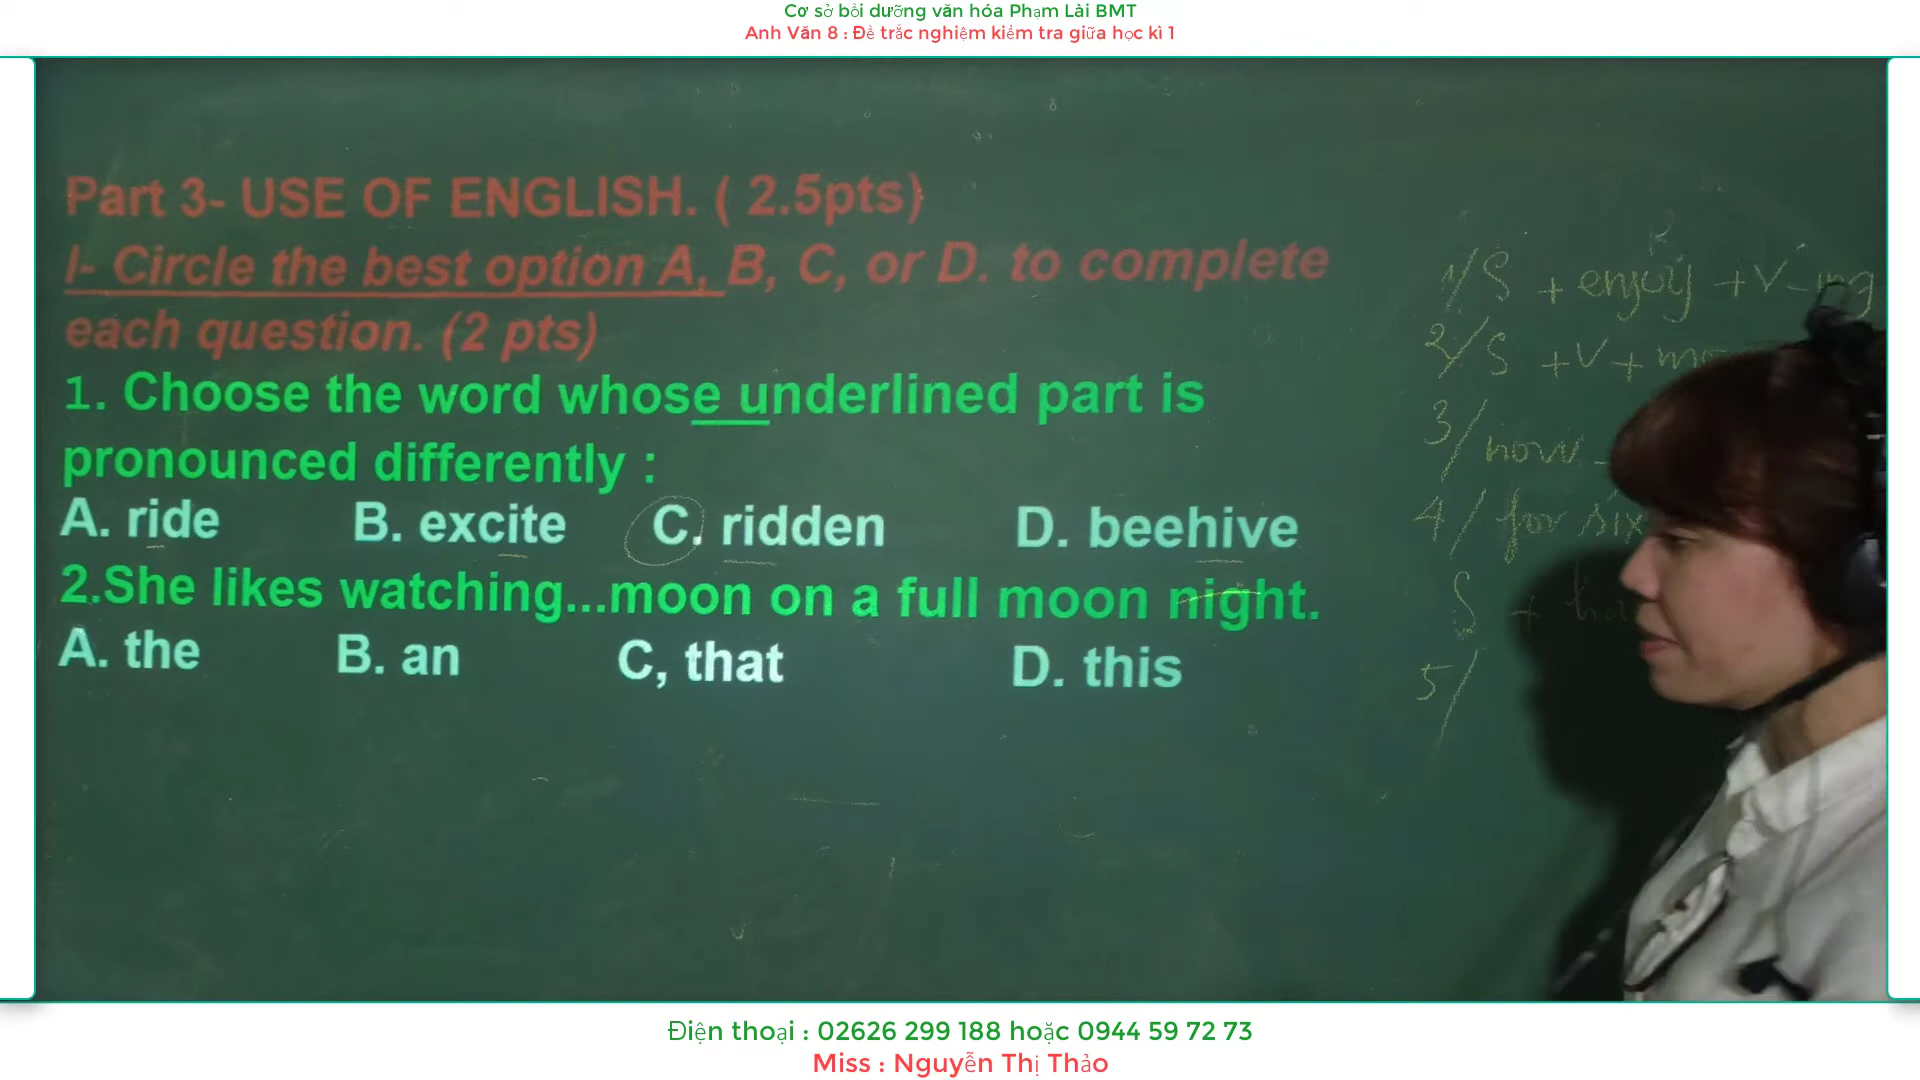 Cơ sở bồi dưỡng văn hóa Phạm Lài BMT
Anh Văn 8 : Đề trắc nghiệm kiểm tra giữa học kì 1
Part 3- USE OF ENGLISH. ( 2.5pts)
I- Circle the best option A, B, C, or D. to complete
each question. (2 pts)
1. Choose the word whose underlined part is
pronounced differently :
A. ride B. excite C. ridden D. beehive
2.She likes watching...moon on a full moon night.
A. the B. an C, that D. this
1/ S + enjoy + V-ing
2/ S + V +
3/ now
4/ for six
S +
5/
Điện thoại : 02626 299 188 hoặc 0944 59 72 73
Miss : Nguyễn Thị Thảo